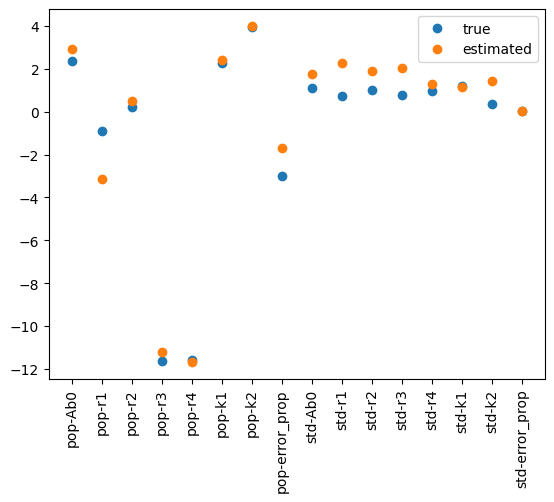 4
2
0
−2
−4
−6
−8
−10
−12
true
estimated
pop-Ab0
pop-r1
pop-r2
pop-r3
pop-r4
pop-k1
pop-k2
pop-error_prop
std-Ab0
std-r1
std-r2
std-r3
std-r4
std-k1
std-k2
std-error_prop